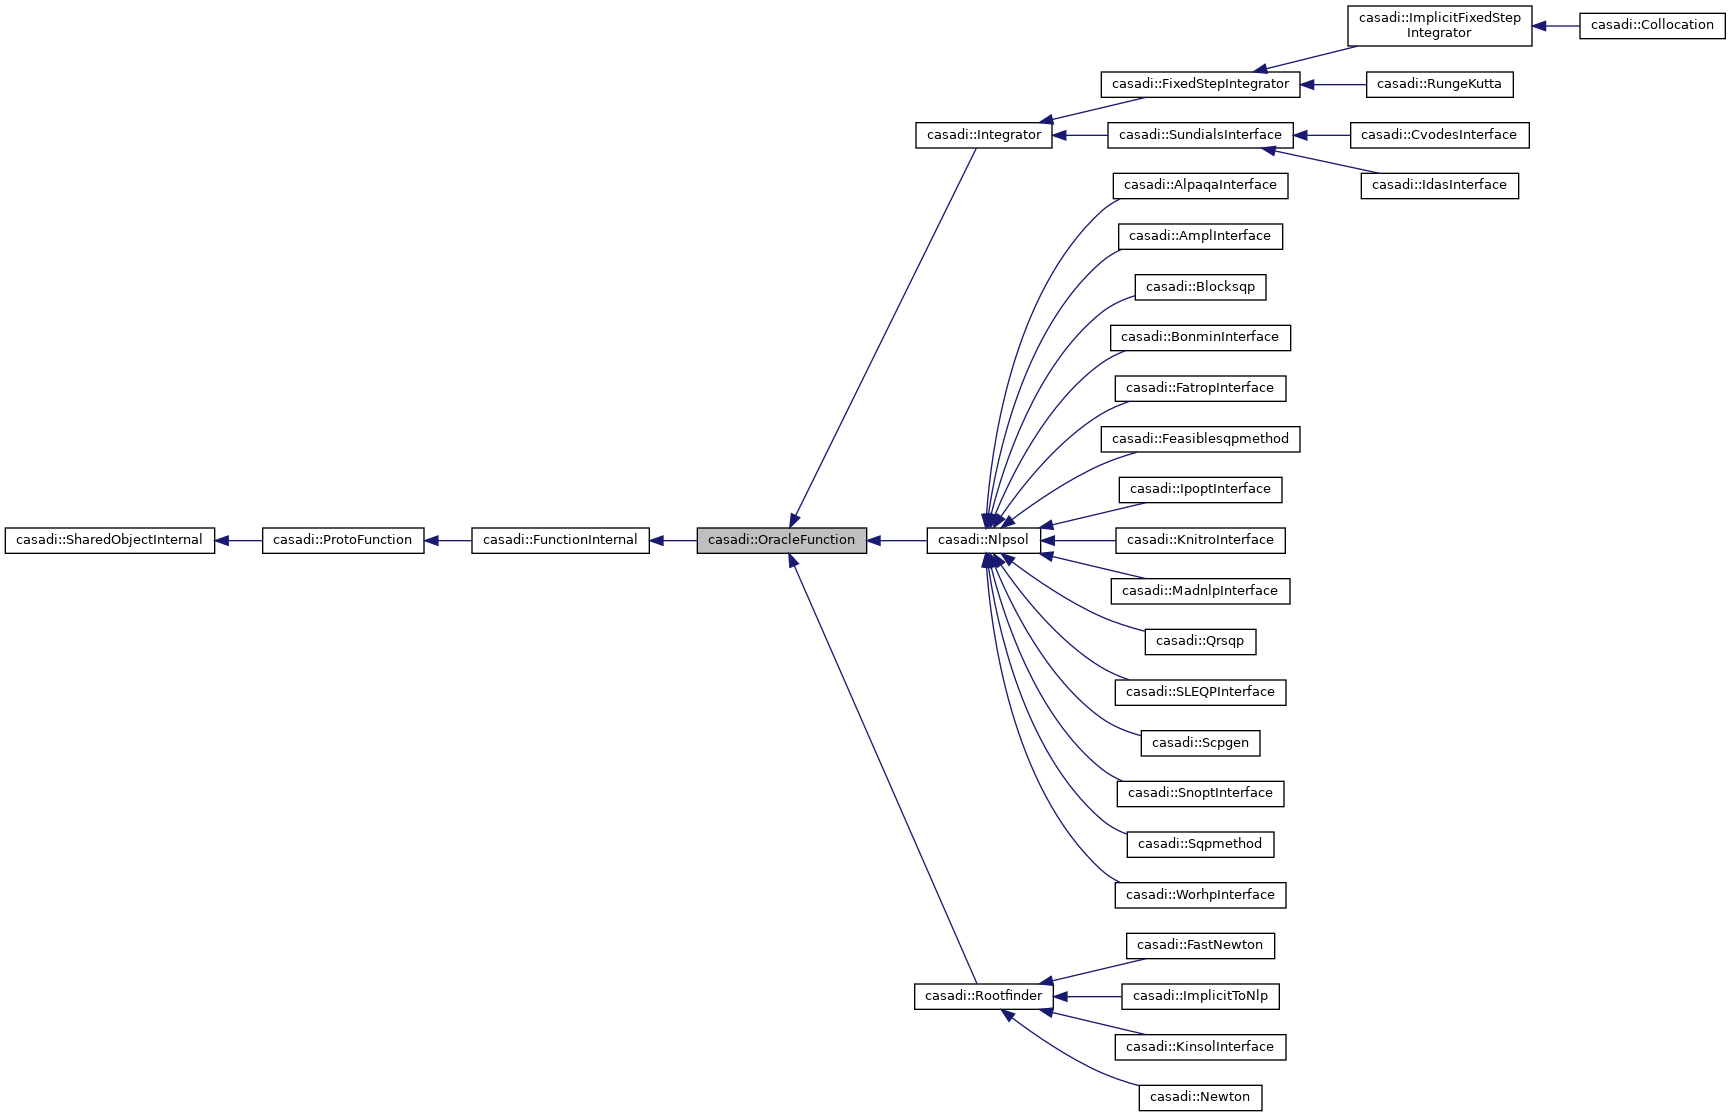 casadi::ImplicitFixedStep
Integrator
casadi::Collocation
casadi::FixedStepIntegrator
casadi::RungeKutta
casadi::Integrator
casadi::SundialsInterface
casadi::CvodesInterface
casadi::AlpaqaInterface
casadi::IdasInterface
casadi::AmplInterface
casadi::Blocksqp
casadi::BonminInterface
casadi::FatropInterface
casadi::Feasiblesqpmethod
casadi::IpoptInterface
casadi::SharedObjectInternal
casadi::ProtoFunction
casadi::FunctionInternal
casadi::OracleFunction
casadi::Nlpsol
casadi::KnitroInterface
casadi::MadnlpInterface
casadi::Qrsqp
casadi::SLEQPInterface
casadi::Scpgen
casadi::SnoptInterface
casadi::Sqpmethod
casadi::WorhpInterface
casadi::FastNewton
casadi::Rootfinder
casadi::ImplicitToNlp
casadi::KinsolInterface
casadi::Newton